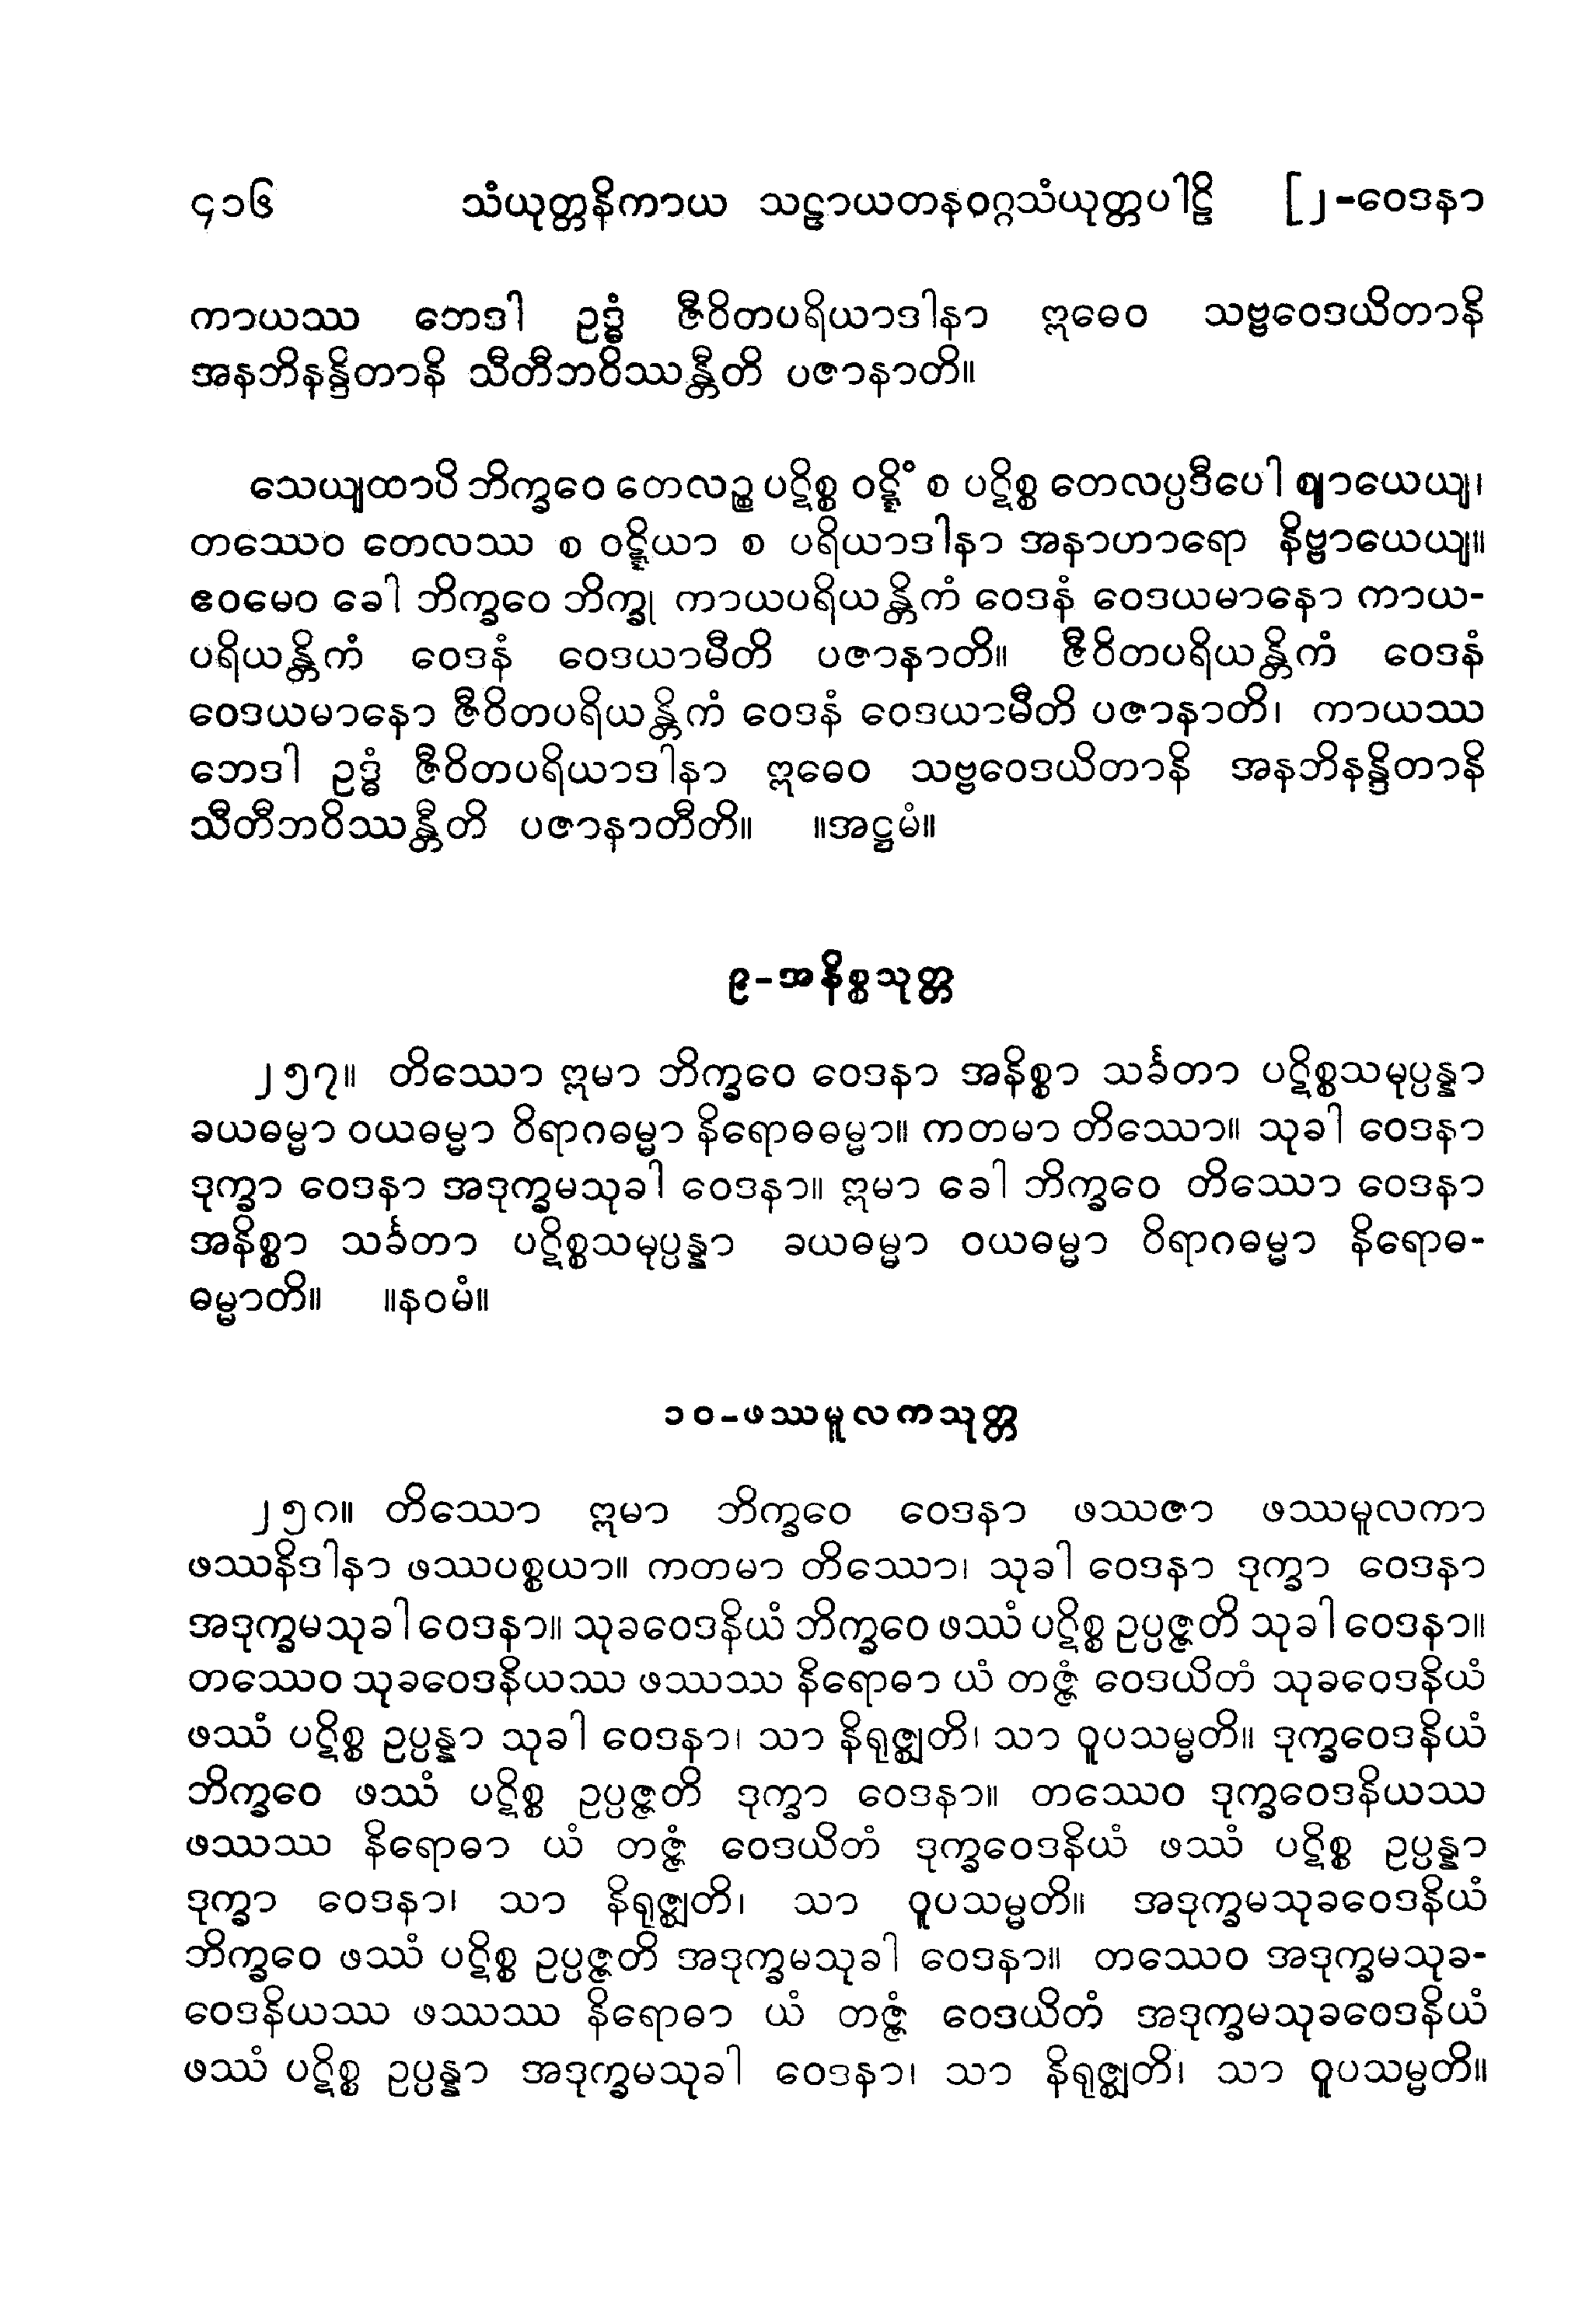 ၄၁၆ သံယုတ္တနိကာယ သဠာယတနဝဂ္ဂသံယုတ္တပါဠိ [၂-ဝေဒနာ
ကာယဿ ဘေဒါ ဥဒ္ဓံ ဇီဝိတပရိယာဒါနာ ဣဓေဝ သဗ္ဗဝေဒယိတာနိ
အနဘိနန္ဒိတာနိ သီတီဘဝိဿန္တီတိ ပဇာနာတိ။
သေယျထာပိ ဘိက္ခဝေ တေလဉ္စ ပဋိစ္စ ဝဋ္ဋိံ စ ပဋိစ္စ တေလပ္ပဒီပေါ ဈာယေယျ၊
တဿေဝ တေလဿ စ ဝဋ္ဋိယာ စ ပရိယာဒါနာ အနာဟာရော နိဗ္ဗာယေယျ။
ဧဝမေဝ ခေါ ဘိက္ခဝေ ဘိက္ခု ကာယပရိယန္တိကံ ဝေဒနံ ဝေဒယမာနော ကာယ-
ပရိယန္တိကံ ဝေဒနံ ဝေဒယာမီတိ ပဇာနာတိ။ ဇီဝိတပရိယန္တိကံ ဝေဒနံ
ဝေဒယမာနော ဇီဝိတပရိယန္တိကံ ဝေဒနံ ဝေဒယာမီတိ ပဇာနာတိ၊ ကာယဿ
ဘေဒါ ဥဒ္ဓံ ဇီဝိတပရိယာဒါနာ ဣဓေဝ သဗ္ဗဝေဒယိတာနိ အနဘိနန္ဒိတာနိ
သီတီဘဝိဿန္တီတိ ပဇာနာတီတိ။ ။အဋ္ဌမံ။
၉-အနိစ္စသုတ္တ
၂၅၇။ တိဿော ဣမာ ဘိက္ခဝေ ဝေဒနာ အနိစ္စာ သင်္ခတာ ပဋိစ္စသမုပ္ပန္နာ
ခယဓမ္မာ ဝယဓမ္မာ ဝိရာဂဓမ္မာ နိရောဓဓမ္မာ။ ကတမာ တိဿော။ သုခါ ဝေဒနာ
ဒုက္ခာ ဝေဒနာ အဒုက္ခမသုခါ ဝေဒနာ။ ဣမာ ခေါ ဘိက္ခဝေ တိဿော ဝေဒနာ
အနိစ္စာ သင်္ခတာ ပဋိစ္စသမုပ္ပန္နာ ခယဓမ္မာ ဝယဓမ္မာ ဝိရာဂဓမ္မာ နိရောဓ-
ဓမ္မာတိ။ ။နဝမံ။
၁၀-ဖဿမူလကသုတ္တ
၂၅၈။ တိဿော ဣမာ ဘိက္ခဝေ ဝေဒနာ ဖဿဇာ ဖဿမူလကာ
ဖဿနိဒါနာ ဖဿပစ္စယာ။ ကတမာ တိဿော၊ သုခါ ဝေဒနာ ဒုက္ခာ ဝေဒနာ
အဒုက္ခမသုခါ ဝေဒနာ။ သုခဝေဒနိယံ ဘိက္ခဝေ ဖဿံ ပဋိစ္စ ဥပ္ပဇ္ဇတိ သုခါ ဝေဒနာ။
တဿေဝ သုခဝေဒနိယဿ ဖဿဿ နိရောဓာ ယံ တဇ္ဇံ ဝေဒယိတံ သုခဝေဒနိယံ
ဖဿံ ပဋိစ္စ ဥပ္ပန္နာ သုခါ ဝေဒနာ၊ သာ နိရုဇ္ဈတိ၊ သာ ဝူပသမ္မတိ။ ဒုက္ခဝေဒနိယံ
ဘိက္ခဝေ ဖဿံ ပဋိစ္စ ဥပ္ပဇ္ဇတိ ဒုက္ခာ ဝေဒနာ။ တဿေဝ ဒုက္ခဝေဒနိယဿ
ဖဿဿ နိရောဓာ ယံ တဇ္ဇံ ဝေဒယိတံ ဒုက္ခဝေဒနိယံ ဖဿံ ပဋိစ္စ ဥပ္ပန္နာ
ဒုက္ခာ ဝေဒနာ၊ သာ နိရုဇ္ဈတိ၊ သာ ဝူပသမ္မတိ။ အဒုက္ခမသုခဝေဒနိယံ
ဘိက္ခဝေ ဖဿံ ပဋိစ္စ ဥပ္ပဇ္ဇတိ အဒုက္ခမသုခါ ဝေဒနာ။ တဿေဝ အဒုက္ခမသုခ-
ဝေဒနိယဿ ဖဿဿ နိရောဓာ ယံ တဇ္ဇံ ဝေဒယိတံ အဒုက္ခမသုခဝေဒနိယံ
ဖဿံ ပဋိစ္စ ဥပ္ပန္နာ အဒုက္ခမသုခါ ဝေဒနာ၊ သာ နိရုဇ္ဈတိ၊ သာ ဝူပသမ္မတိ။